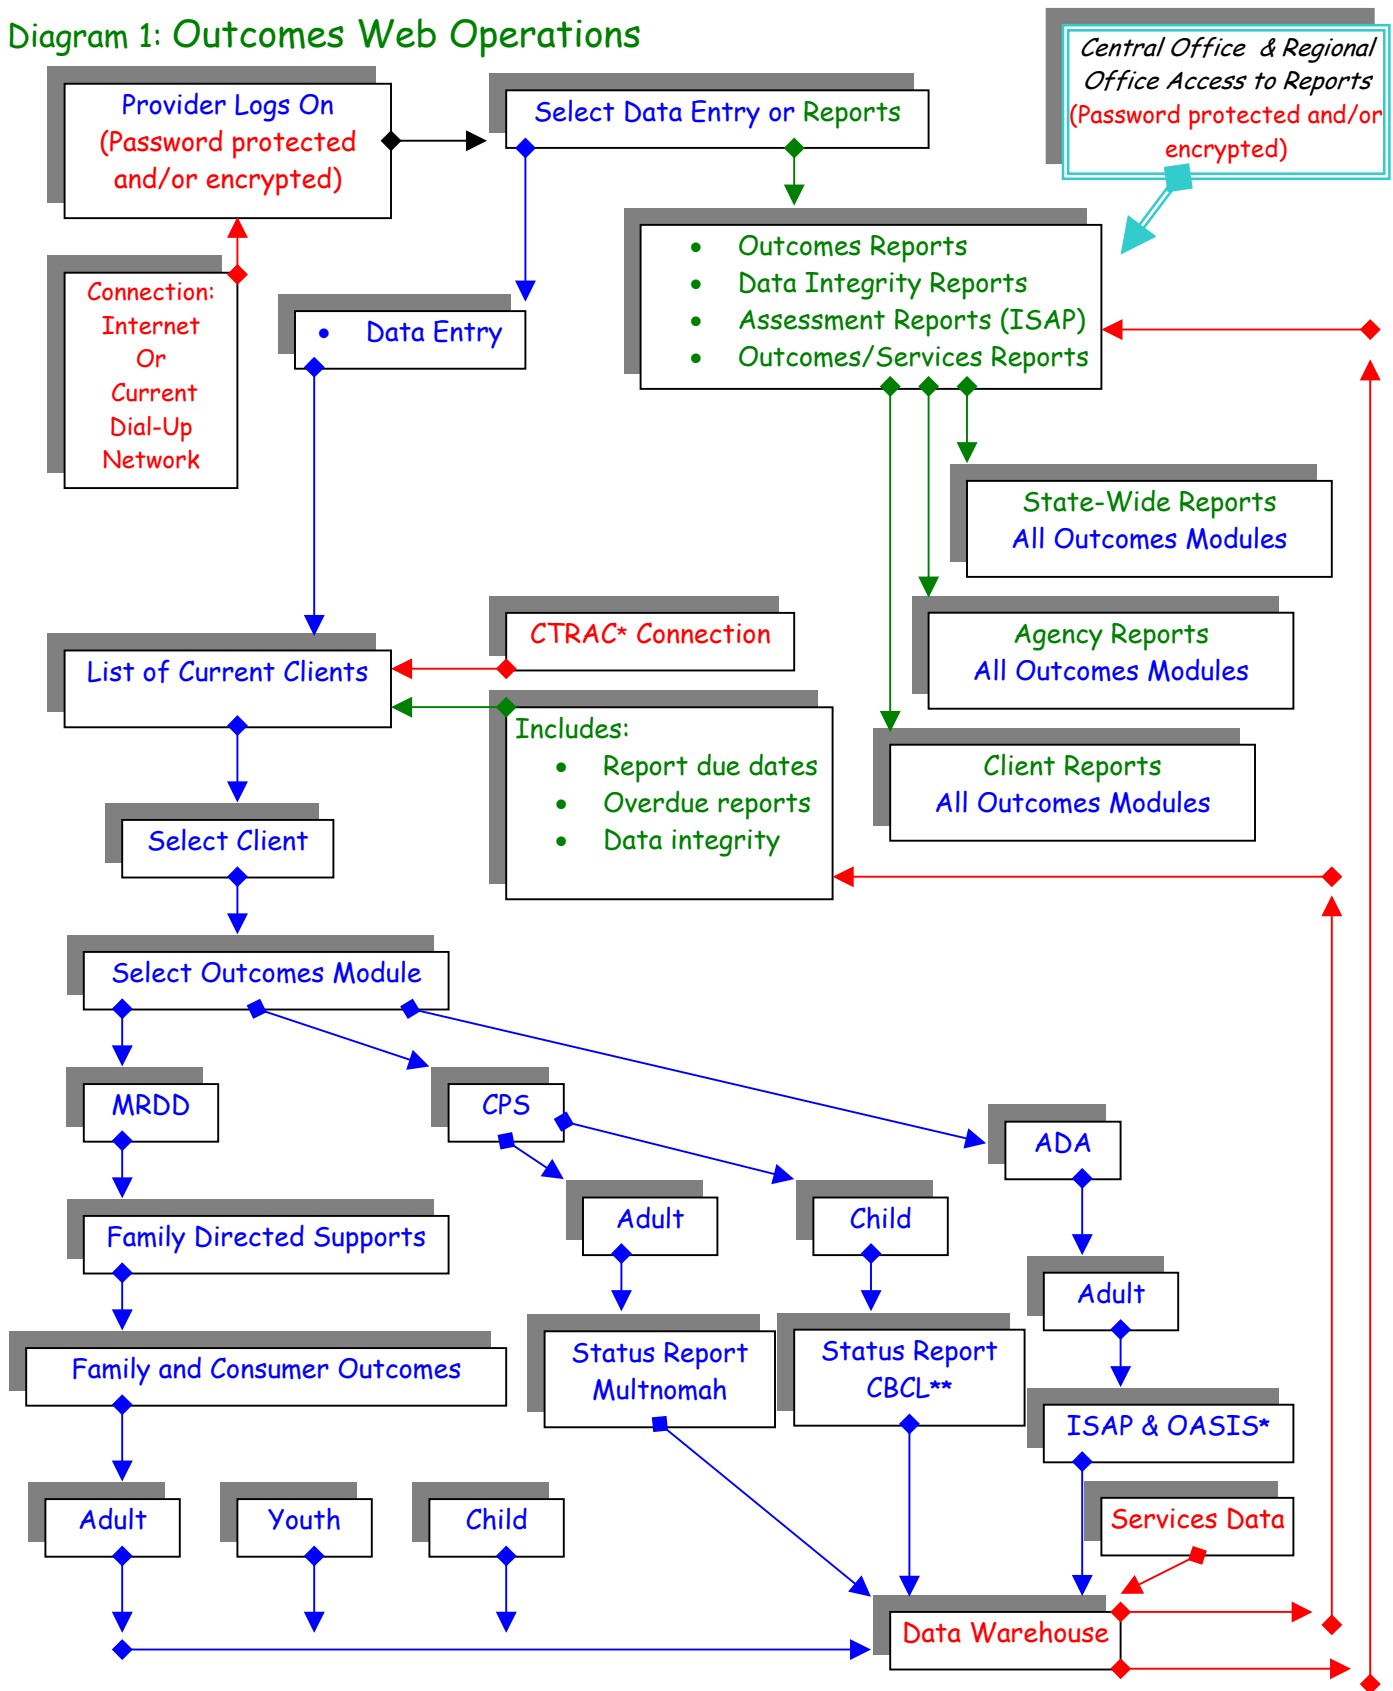 Diagram 1: Outcomes Web Operations
Central Office & Regional
Office Access to Reports
(Password protected and/or
encrypted)
Provider Logs On
(Password protected
and/or encrypted)
Select Data Entry or Reports
• Outcomes Reports
• Data Integrity Reports
• Assessment Reports (ISAP)
• Outcomes/Services Reports
Connection:
Internet
Or
Current
Dial-Up
Network
• Data Entry
State-Wide Reports
All Outcomes Modules
Agency Reports
All Outcomes Modules
Client Reports
All Outcomes Modules
CTRAC* Connection
List of Current Clients
Includes:
• Report due dates
• Overdue reports
• Data integrity
Select Client
Select Outcomes Module
MRDD
CPS
ADA
Family Directed Supports
Adult
Child
Adult
Family and Consumer Outcomes
Status Report
Multnomah
Status Report
CBCL**
ISAP & OASIS*
Adult
Youth
Child
Services Data
Data Warehouse